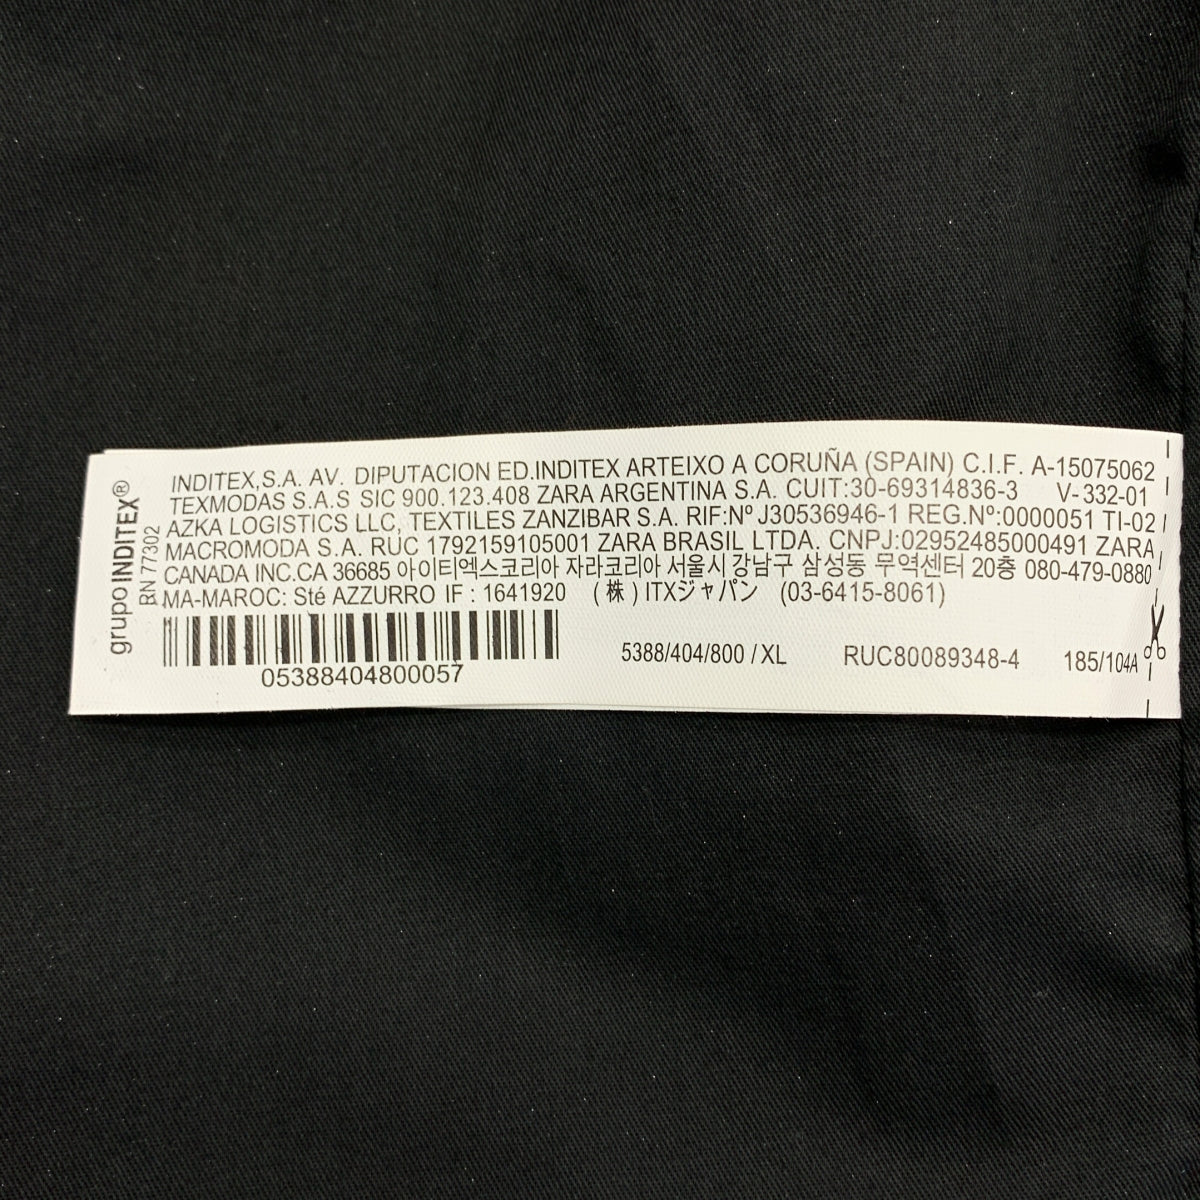 grupo INDITEX®
RN 77302
INDITEX,S.A. AV. DIPUTACION ED.INDITEX ARTEIXO A CORUÑA (SPAIN) C.I.F. A-15075062
TEXMODAS S.A.S SIC 900.123.408 ZARA ARGENTINA S.A. CUIT:30-69314836-3 V-332-01
AZKA LOGISTICS LLC, TEXTILES ZANZIBAR S.A. RIF:Nº J30536946-1 REG.Nº:0000051 TI-02
MACROMODA S.A. RUC 1792159105001 ZARA BRASIL LTDA. CNPJ:02952485000491 ZARA
CANADA INC.CA 36685 아이티엑스코리아 자라코리아 서울시 강남구 삼성동 무역센터 20층 080-479-0880
MA-MAROC: Sté AZZURRO IF : 1641920 (株) ITXジャパン (03-6415-8061)
05388404800057
5388/404/800 / XL RUC80089348-4 185/104A